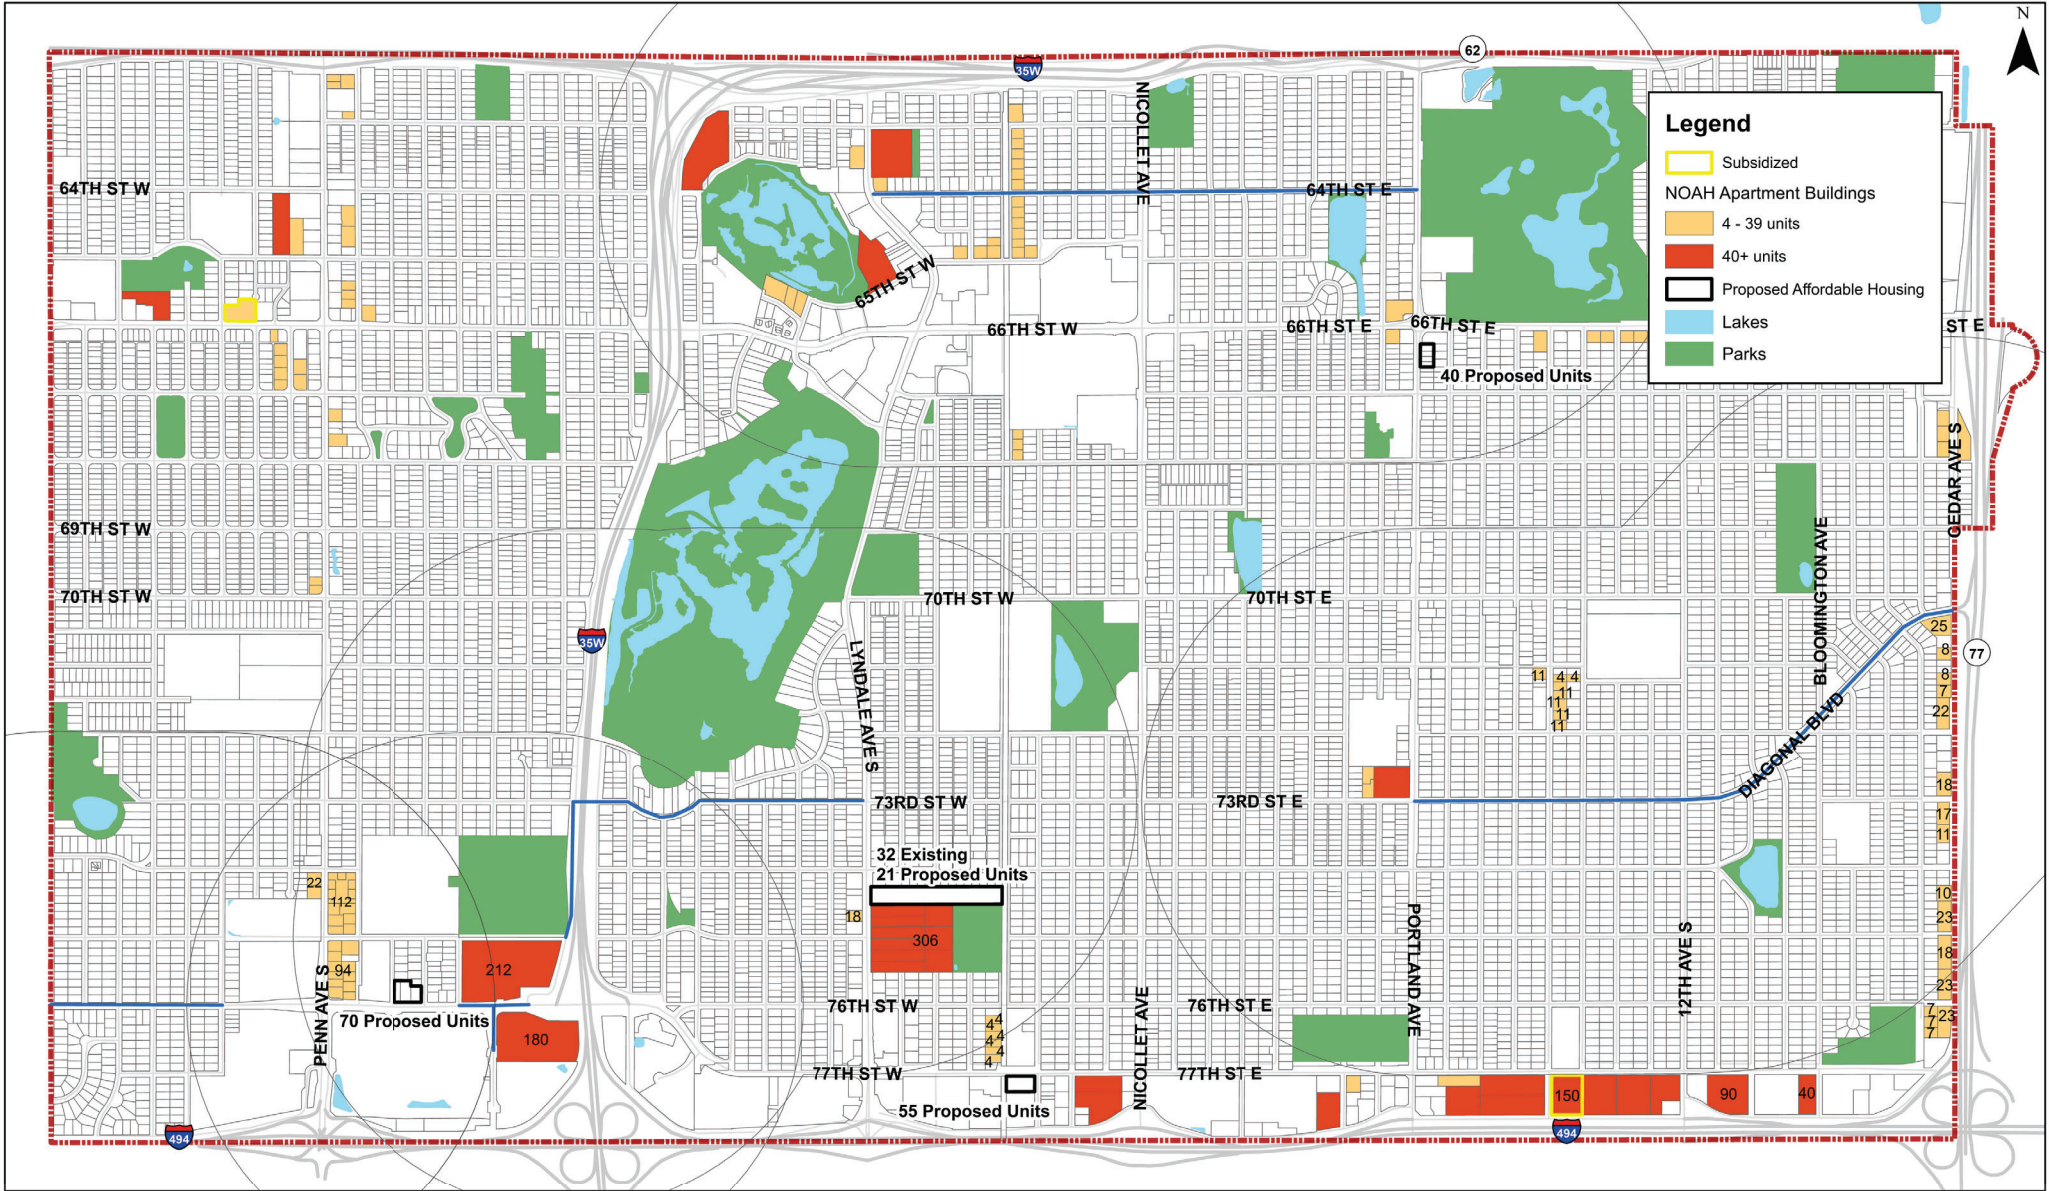 N
62
35W
NICOLLET AVE
Legend
Subsidized
NOAH Apartment Buildings
4 - 39 units
40+ units
Proposed Affordable Housing
Lakes
Parks
64TH ST W
64TH ST E
65TH ST W
66TH ST W
66TH ST E
66TH ST E
ST E
40 Proposed Units
CEDAR AVE S
69TH ST W
BLOOMINGTON AVE
70TH ST W
70TH ST W
70TH ST E
35W
LYNDALE AVE S
25
8
77
8
7
22
11
4
4
11
11
11
11
DIAGONAL BLVD
18
73RD ST W
73RD ST E
17
11
32 Existing
21 Proposed Units
22
112
18
306
10
23
PORTLAND AVE
12TH AVE S
94
212
18
23
PENN AVE S
70 Proposed Units
76TH ST W
76TH ST E
NICOLLET AVE
180
4
4
4
4
4
4
7
7
7
23
77TH ST W
77TH ST E
55 Proposed Units
150
90
40
494
494